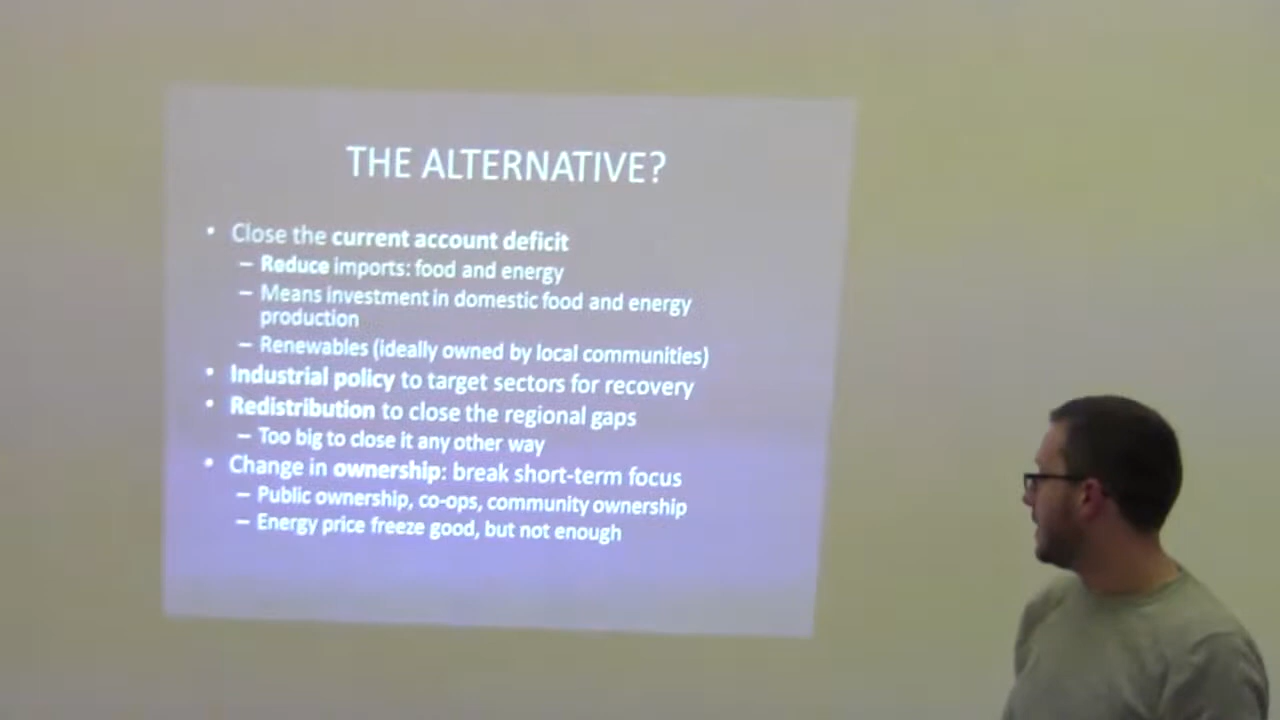 THE ALTERNATIVE?
• Close the current account deficit
– Reduce imports: food and energy
– Means investment in domestic food and energy
production
– Renewables (ideally owned by local communities)
• Industrial policy to target sectors for recovery
• Redistribution to close the regional gaps
– Too big to close it any other way
• Change in ownership: break short-term focus
– Public ownership, co-ops, community ownership
– Energy price freeze good, but not enough